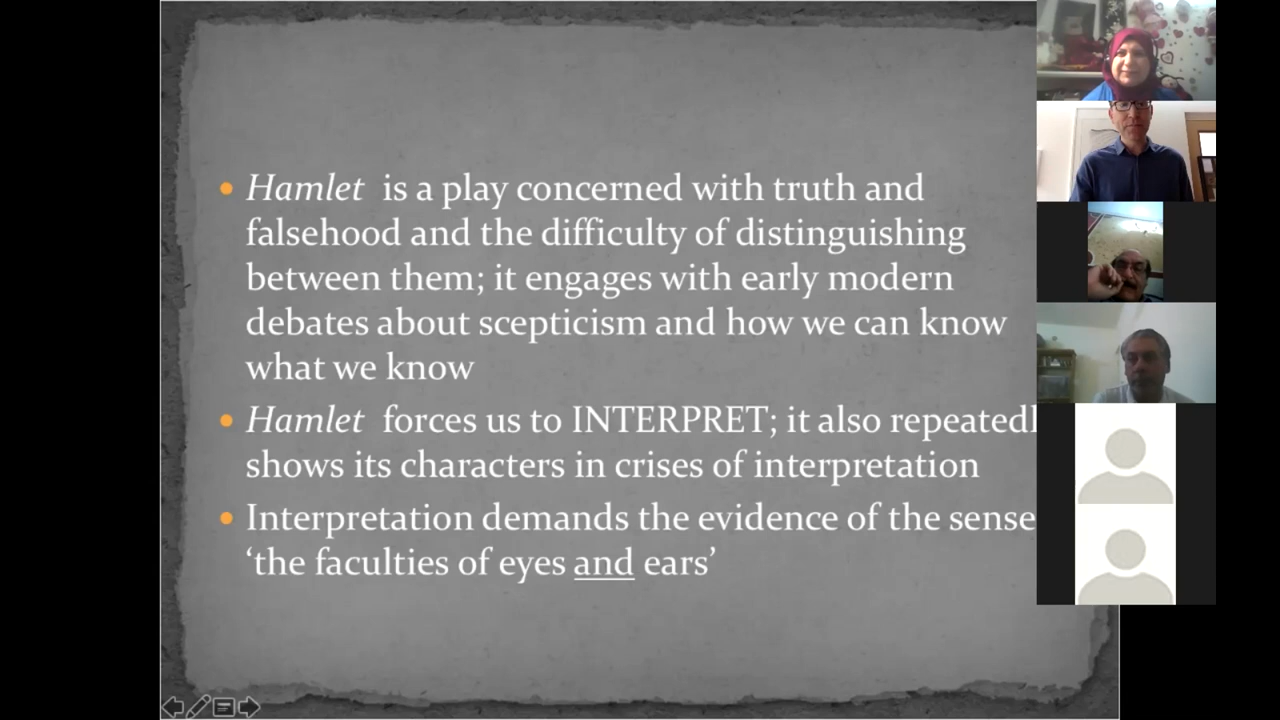 Hamlet is a play concerned with truth and
falsehood and the difficulty of distinguishing
between them; it engages with early modern
debates about scepticism and how we can know
what we know
Hamlet forces us to INTERPRET; it also repeatedl
shows its characters in crises of interpretation
Interpretation demands the evidence of the sense
‘the faculties of eyes and ears’